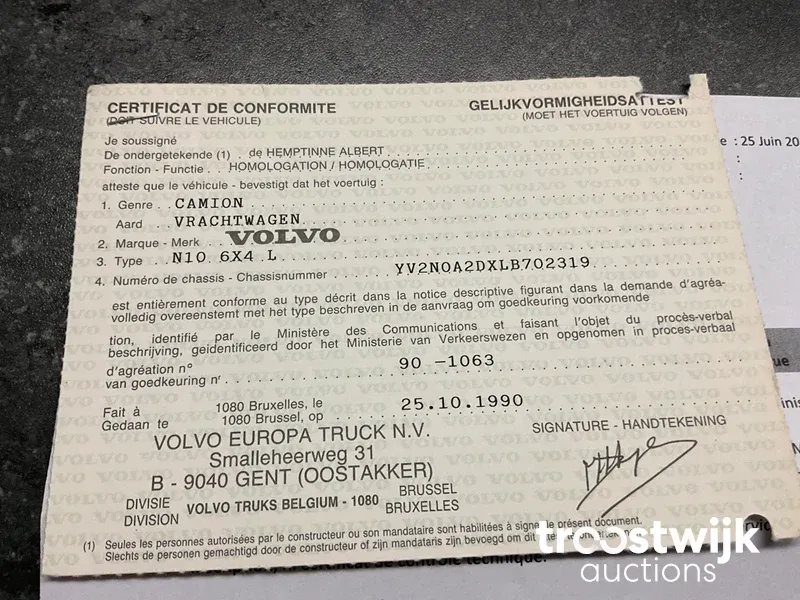 CERTIFICAT DE CONFORMITE
(DOIT SUIVRE LE VEHICULE)
GELIJKVORMIGHEIDSATTEST
(MOET HET VOERTUIG VOLGEN)
Je soussigné
De ondergetekende (1) . de HEMPTINNE ALBERT
Fonction - Functie . . HOMOLOGATION / HOMOLOGATIE
atteste que le véhicule - bevestigt dat het voertuig :
1. Genre . . CAMION
Aard . . VRACHTWAGEN
2. Marque - Merk . . VOLVO
3. Type . . N10 6X4 L
4. Numéro de chassis - Chassisnummer . . YV2N0A2DXLB702319
est entièrement conforme au type décrit dans la notice descriptive figurant dans la demande d'agréa-
volledig overeenstemt met het type beschreven in de aanvraag om goedkeuring voorkomende
tion, identifié par le Ministère des Communications et faisant l'objet du procès-verbal
beschrijving, geïdentificeerd door het Ministerie van Verkeerswezen en opgenomen in proces-verbaal
d'agréation n°
van goedkeuring nr. 90 -1063
Fait à 1080 Bruxelles, le
Gedaan te 1080 Brussel, op 25.10.1990
VOLVO EUROPA TRUCK N.V.
Smalleheerweg 31
B - 9040 GENT (OOSTAKKER)
SIGNATURE - HANDTEKENING
DIVISIE
DIVISION
VOLVO TRUKS BELGIUM - 1080
BRUSSEL
BRUXELLES
(1) Seules les personnes autorisées par le constructeur ou son mandataire sont habilitées à signer le présent document.
Slechts de personen gemachtigd door de constructeur of zijn mandataris zijn bevoegd om dit
e : 25 Juin 20
:
:
ue
inis
contrôle technique.
troostwijk
auctions